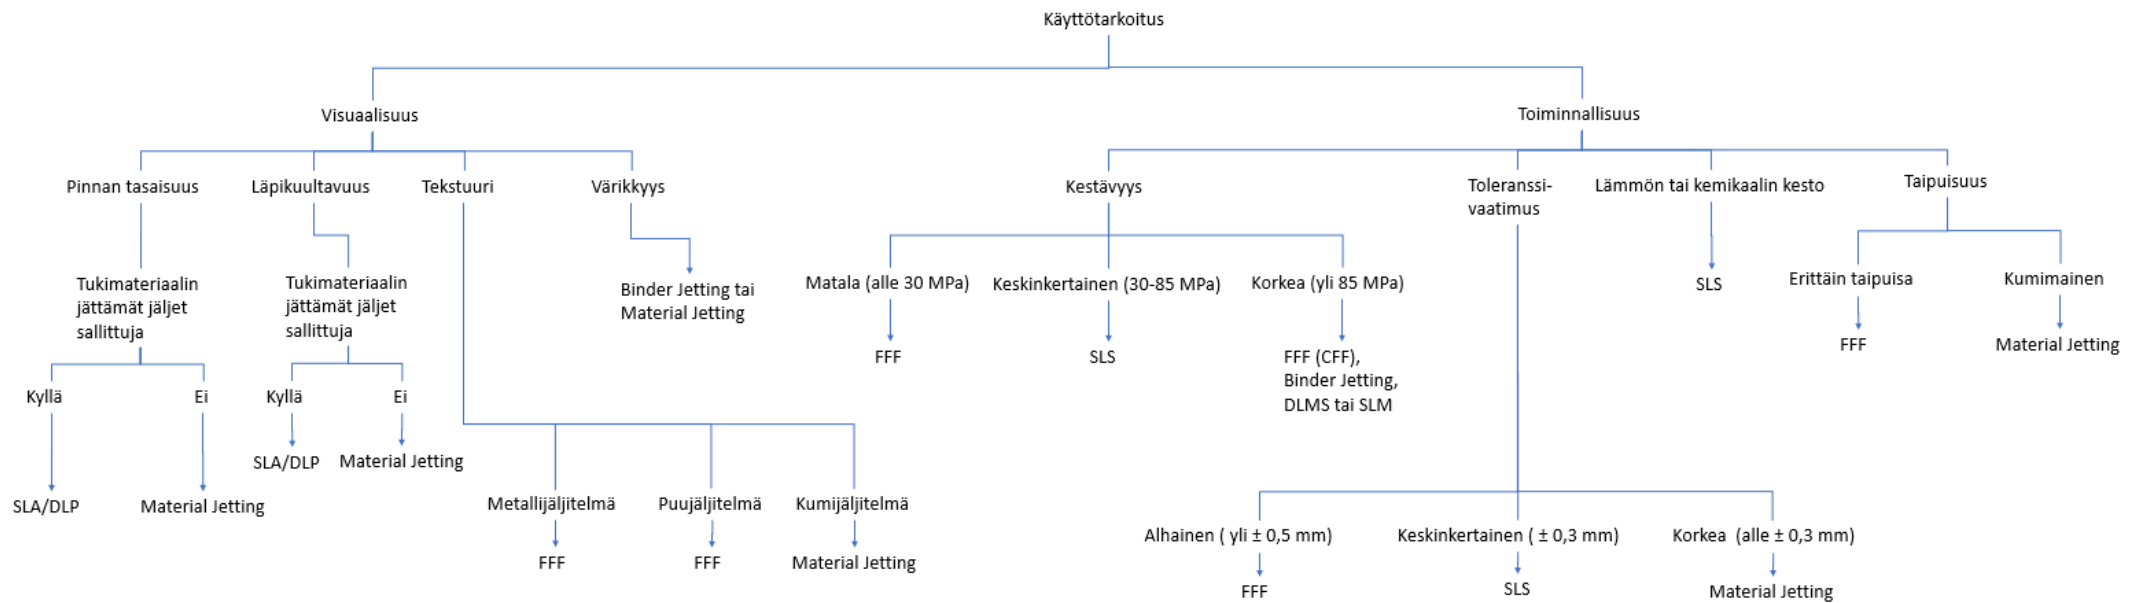 Käyttötarkoitus
Visuaalisuus
Toiminnallisuus
Pinnan tasaisuus
Läpikuultavuus
Tekstuuri
Värikkyys
Kestävyys
Toleranssi-
vaatimus
Lämmön tai kemikaalin kesto
Taipuisuus
Tukimateriaalin
jättämät jäljet
sallittuja
Tukimateriaalin
jättämät jäljet
sallittuja
Binder Jetting tai
Material Jetting
Matala (alle 30 MPa)
Keskinkertainen (30-85 MPa)
Korkea (yli 85 MPa)
SLS
Erittäin taipuisa
Kumimainen
FFF
SLS
FFF (CFF),
Binder Jetting,
DLMS tai SLM
FFF
Material Jetting
Kyllä
Ei
Kyllä
Ei
SLA/DLP
Material Jetting
SLA/DLP
Material Jetting
Metallijäljitelmä
Puujäljitelmä
Kumijäljitelmä
FFF
FFF
Material Jetting
Alhainen ( yli ± 0,5 mm)
Keskinkertainen ( ± 0,3 mm)
Korkea (alle ± 0,3 mm)
FFF
SLS
Material Jetting